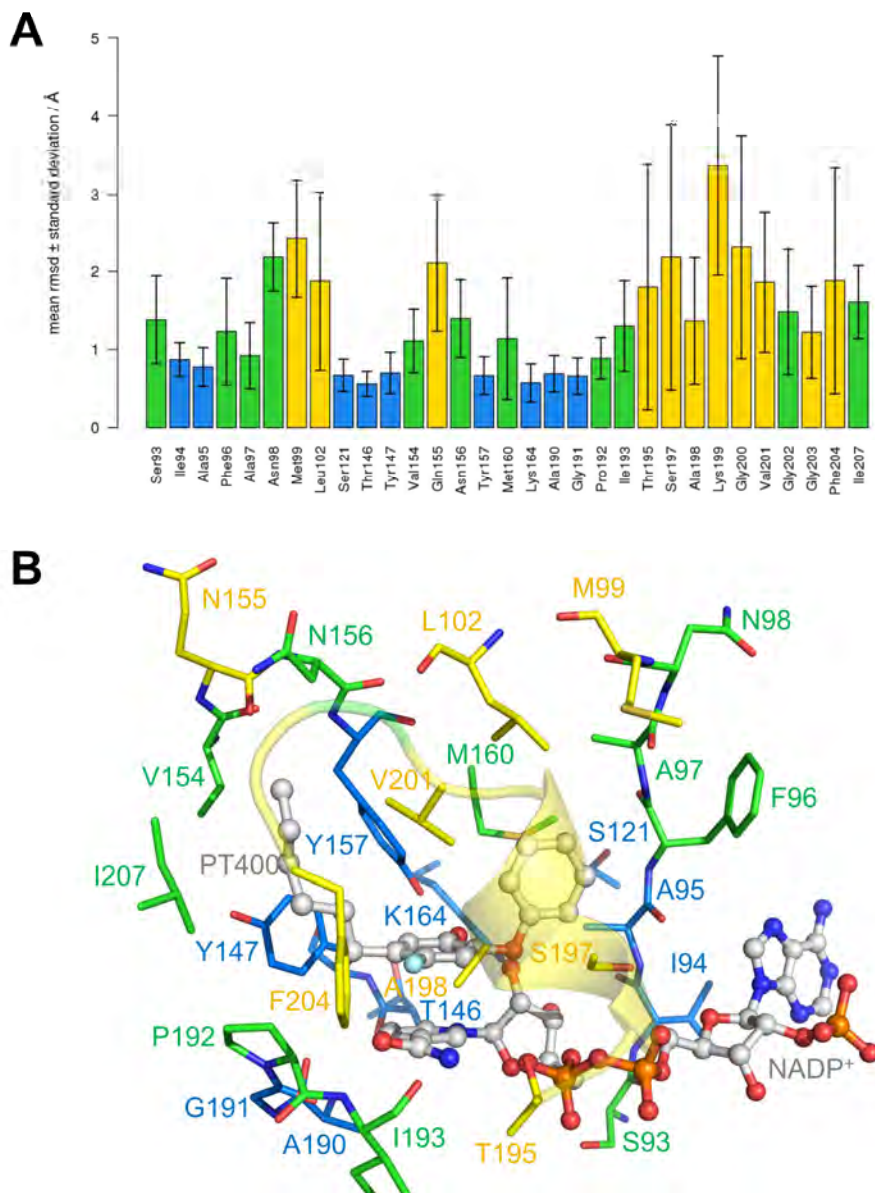 A
mean rmsd ± standard deviation / Å
5
4
3
2
1
0
Ser93
Ile94
Ala95
Phe96
Ala97
Asn98
Met99
Leu102
Ser121
Thr146
Tyr147
Val154
Gln155
Asn156
Tyr157
Met160
Lys164
Ala190
Gly191
Pro192
Ile193
Thr195
Ser197
Ala198
Lys199
Gly200
Val201
Gly202
Gly203
Phe204
Ile207
B
N155
N156
L102
M99
N98
V154
V201
M160
A97
F96
I207
PT400
Y157
S121
A95
Y147
K164
S197
I94
F204
A198
T146
P192
NADP+
G191
A190
I193
T195
S93